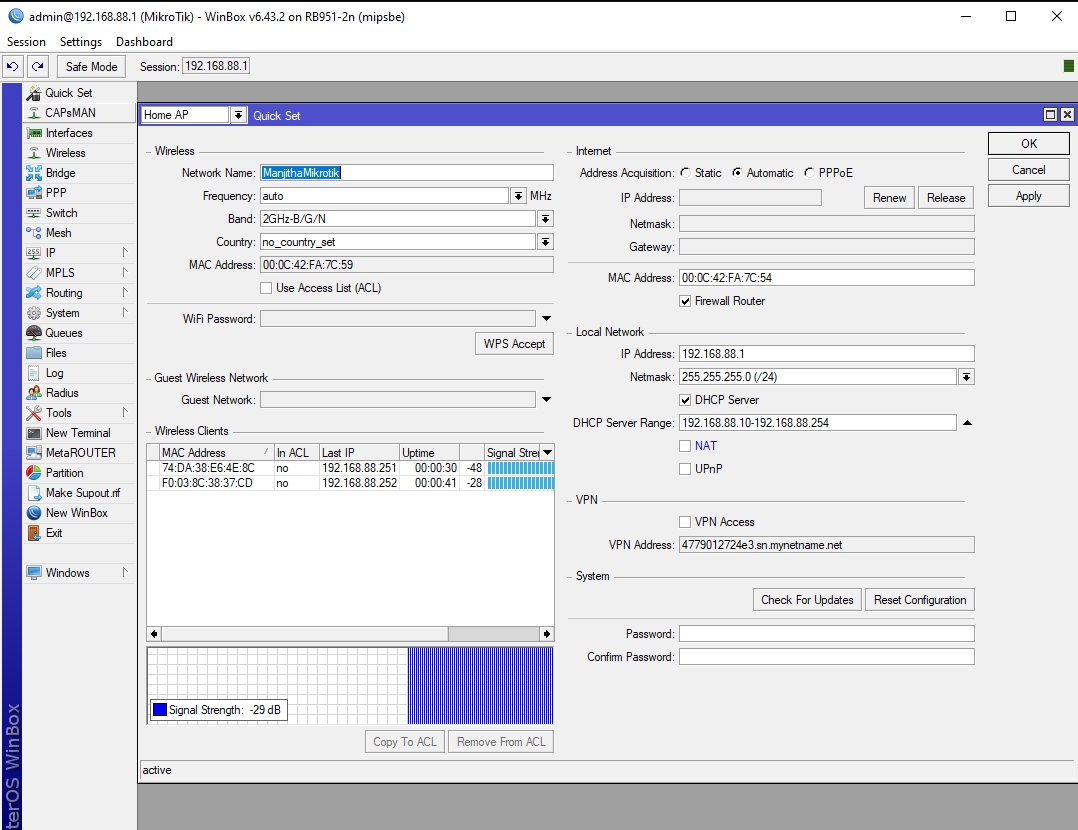 admin@192.168.88.1 (MikroTik) - WinBox v6.43.2 on RB951-2n (mipsbe)
Session Settings Dashboard
Safe Mode Session: 192.168.88.1
Quick Set
CAPsMAN
Interfaces
Wireless
Bridge
PPP
Switch
Mesh
IP
MPLS
Routing
System
Queues
Files
Log
Radius
Tools
New Terminal
MetaROUTER
Partition
Make Supout.rif
New WinBox
Exit
Windows
terOS WinBox
Home AP Quick Set
Wireless
Network Name: ManjithaMikrotik
Frequency: auto MHz
Band: 2GHz-B/G/N
Country: no_country_set
MAC Address: 00:0C:42:FA:7C:59
Use Access List (ACL)
WiFi Password:
WPS Accept
Guest Wireless Network
Guest Network:
Wireless Clients
MAC Address / In ACL Last IP Uptime Signal Stren
74:DA:38:E6:4E:8C no 192.168.88.251 00:00:30 -48
F0:03:8C:38:37:CD no 192.168.88.252 00:00:41 -28
Signal Strength: -29 dB
Copy To ACL Remove From ACL
Internet
Address Acquisition: Static Automatic PPPoE
IP Address: Renew Release
Netmask:
Gateway:
MAC Address: 00:0C:42:FA:7C:54
Firewall Router
Local Network
IP Address: 192.168.88.1
Netmask: 255.255.255.0 (/24)
DHCP Server
DHCP Server Range: 192.168.88.10-192.168.88.254
NAT
UPnP
VPN
VPN Access
VPN Address: 4779012724e3.sn.mynetname.net
System
Check For Updates Reset Configuration
Password:
Confirm Password:
OK
Cancel
Apply
active